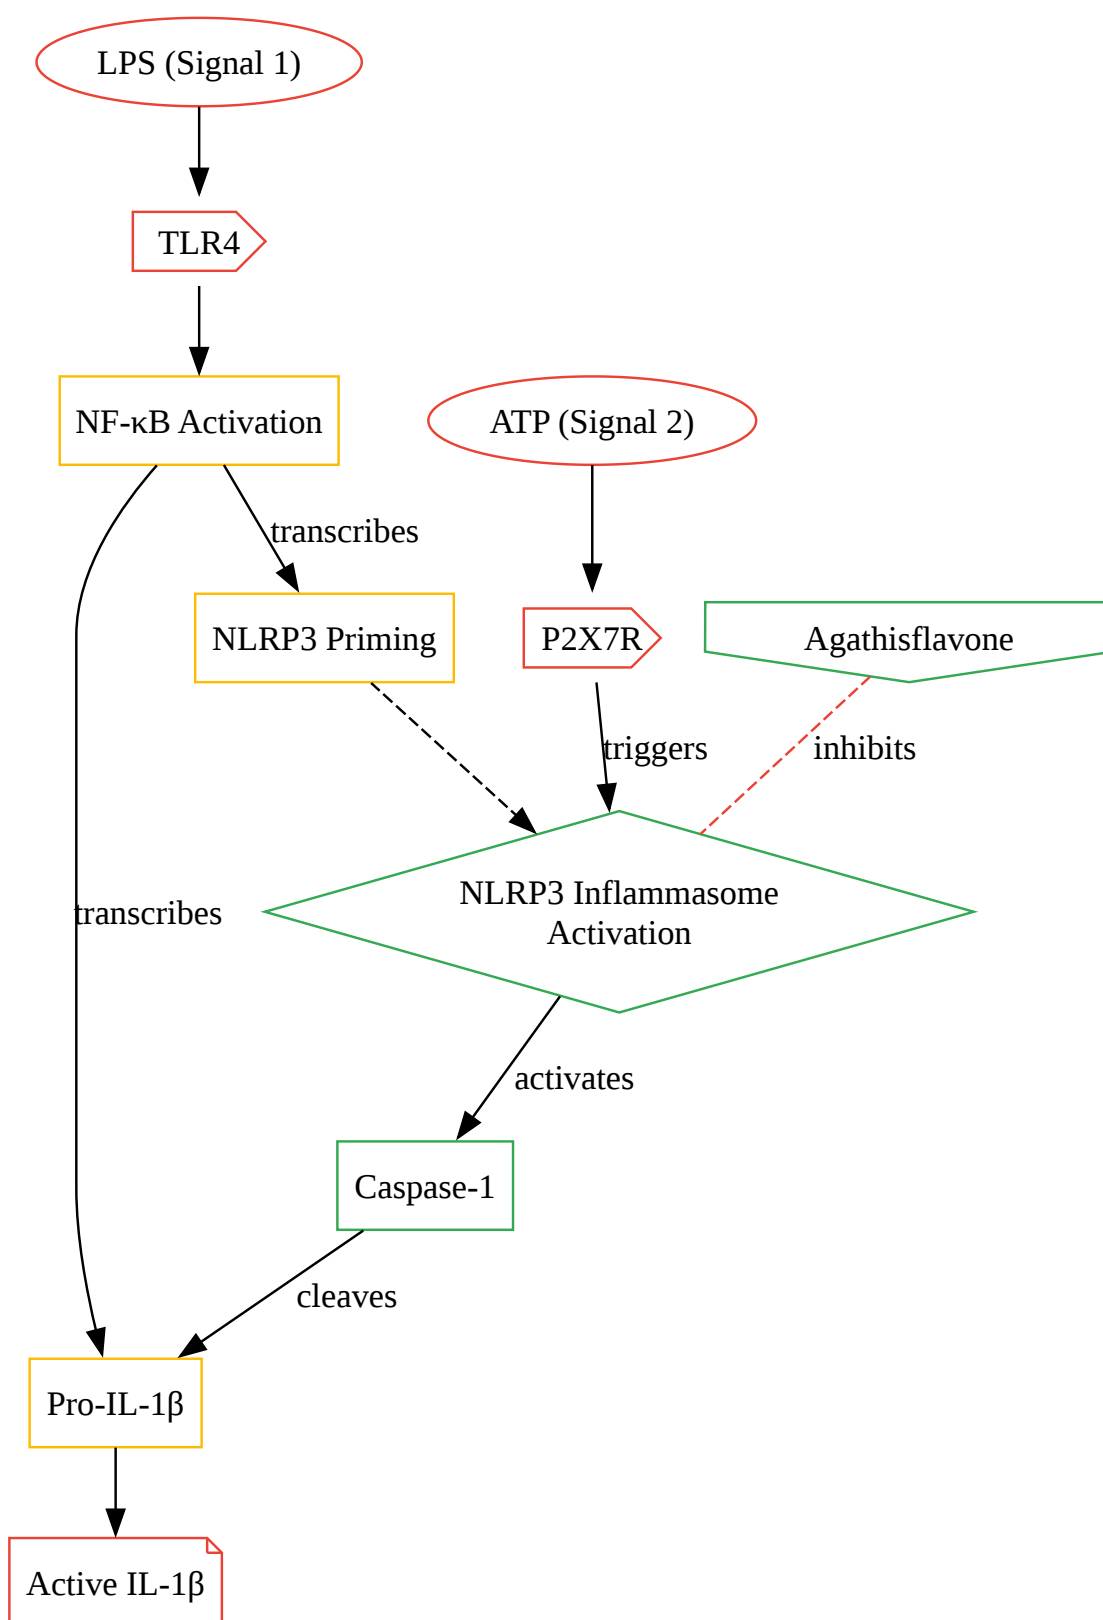 LPS (Signal 1)
TLR4
NF-κB Activation
ATP (Signal 2)
transcribes
NLRP3 Priming
P2X7R
Agathisflavone
triggers
inhibits
transcribes
NLRP3 Inflammasome
Activation
activates
Caspase-1
cleaves
Pro-IL-1β
Active IL-1β